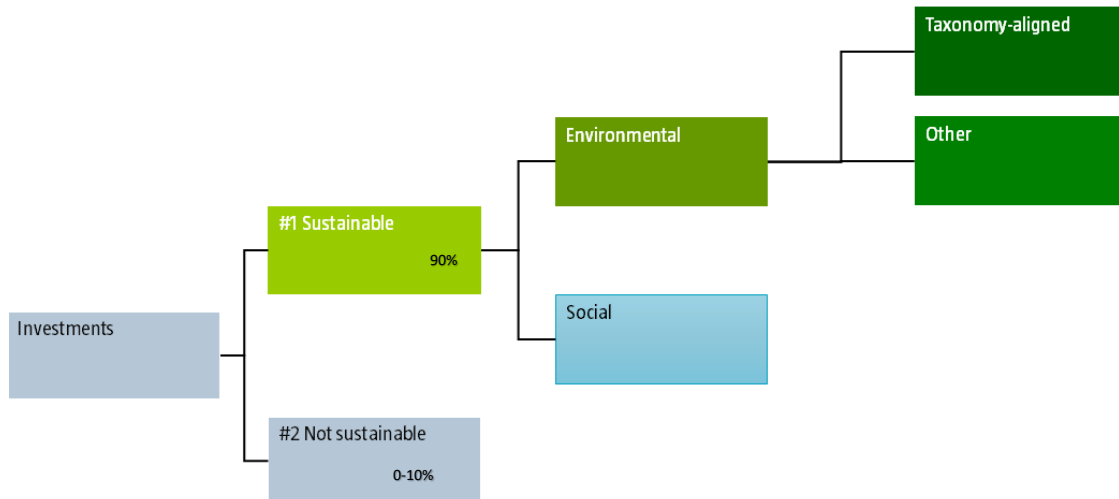 Taxonomy-aligned
Environmental
Other
#1 Sustainable
90%
Social
Investments
#2 Not sustainable
0-10%